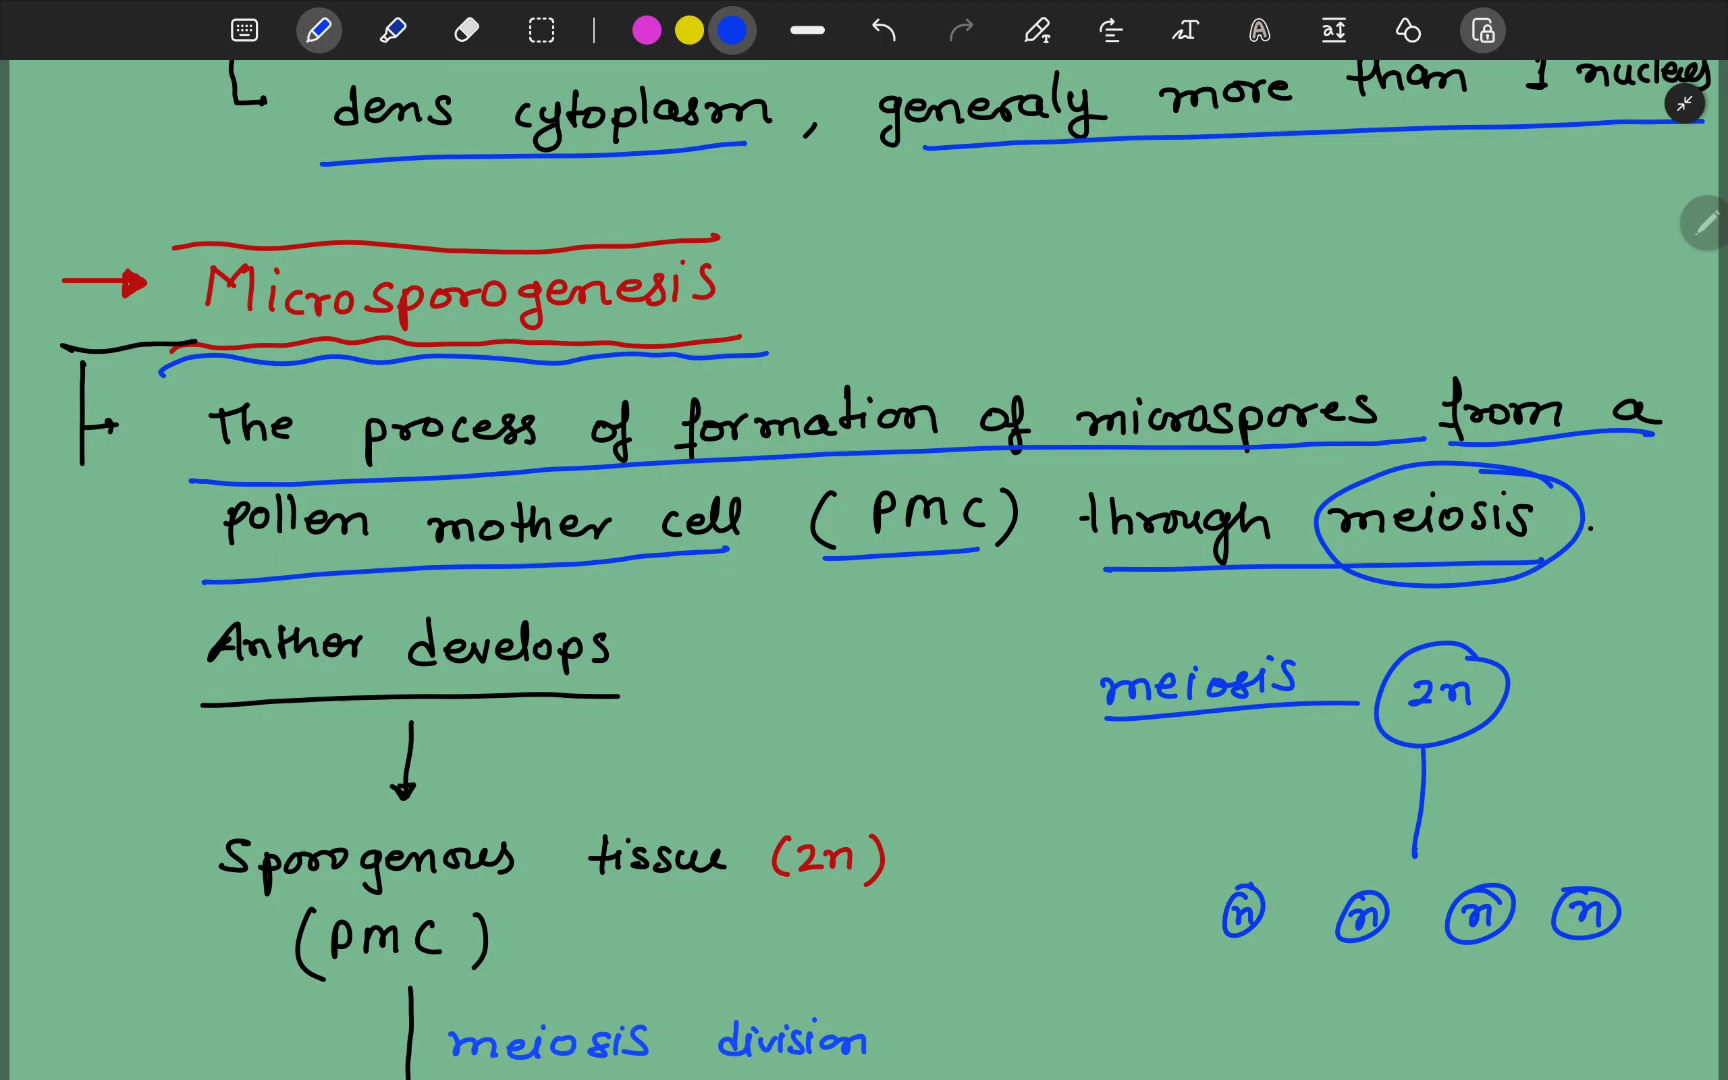 dens cytoplasm, generaly more than 1 nucleus
Microsporogenesis
The process of formation of microspores from a
pollen mother cell (PMC) through meiosis.
Anther develops
meiosis 2n
Sporogenous tissue (2n)
n n n n
(PMC)
meiosis division